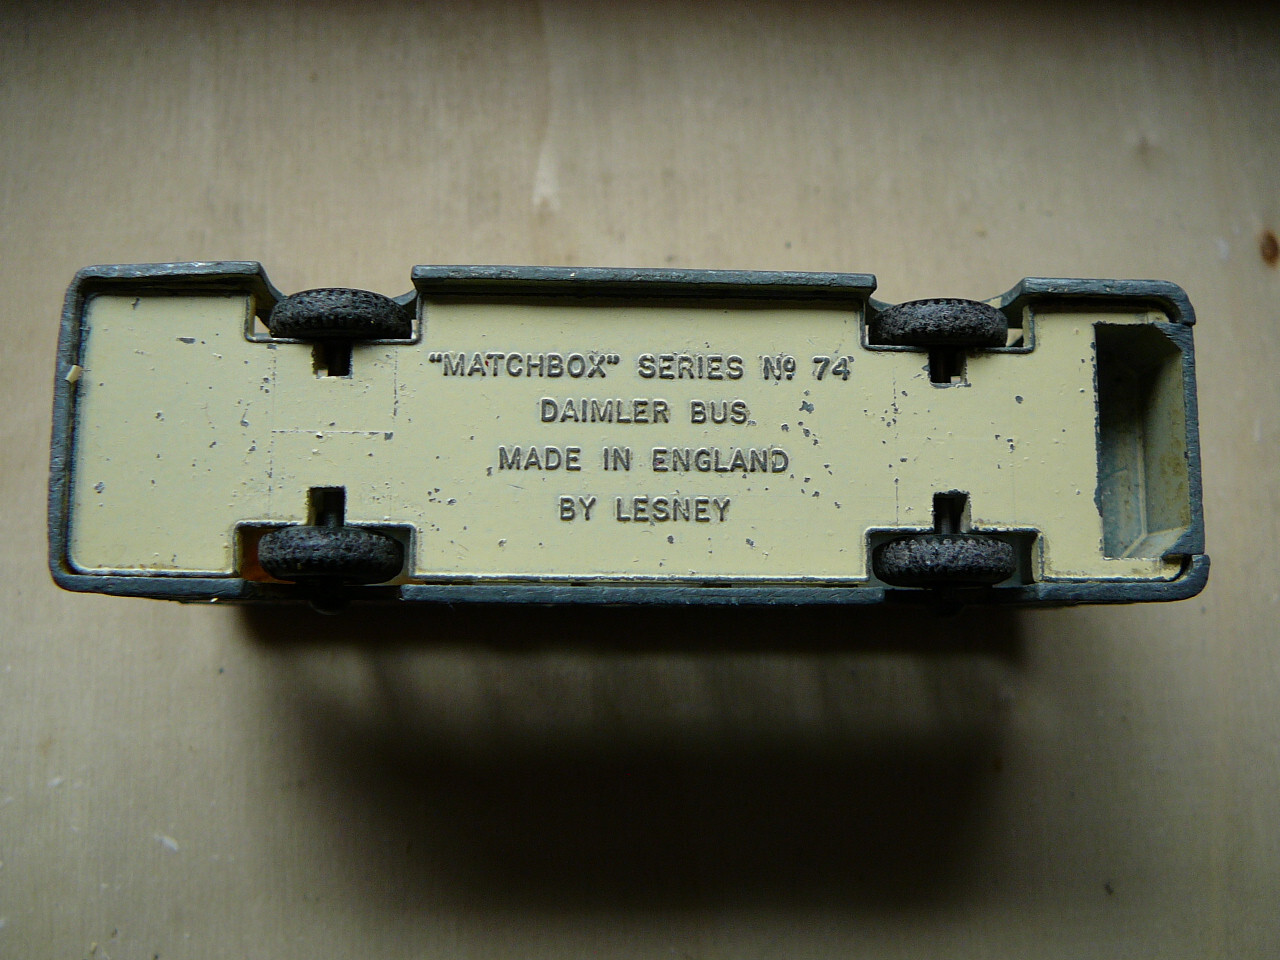 "MATCHBOX" SERIES Nº 74
DAIMLER BUS
MADE IN ENGLAND
BY LESNEY